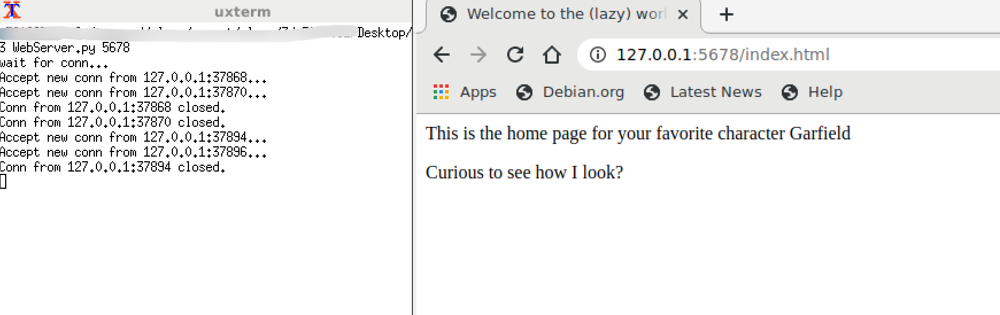 uxterm
Desktop/
3 WebServer.py 5678
wait for conn...
Accept new conn from 127.0.0.1:37868...
Accept new conn from 127.0.0.1:37870...
Conn from 127.0.0.1:37868 closed.
Conn from 127.0.0.1:37870 closed.
Accept new conn from 127.0.0.1:37894...
Accept new conn from 127.0.0.1:37896...
Conn from 127.0.0.1:37894 closed.
Welcome to the (lazy) worl
127.0.0.1:5678/index.html
Apps Debian.org Latest News Help
This is the home page for your favorite character Garfield
Curious to see how I look?